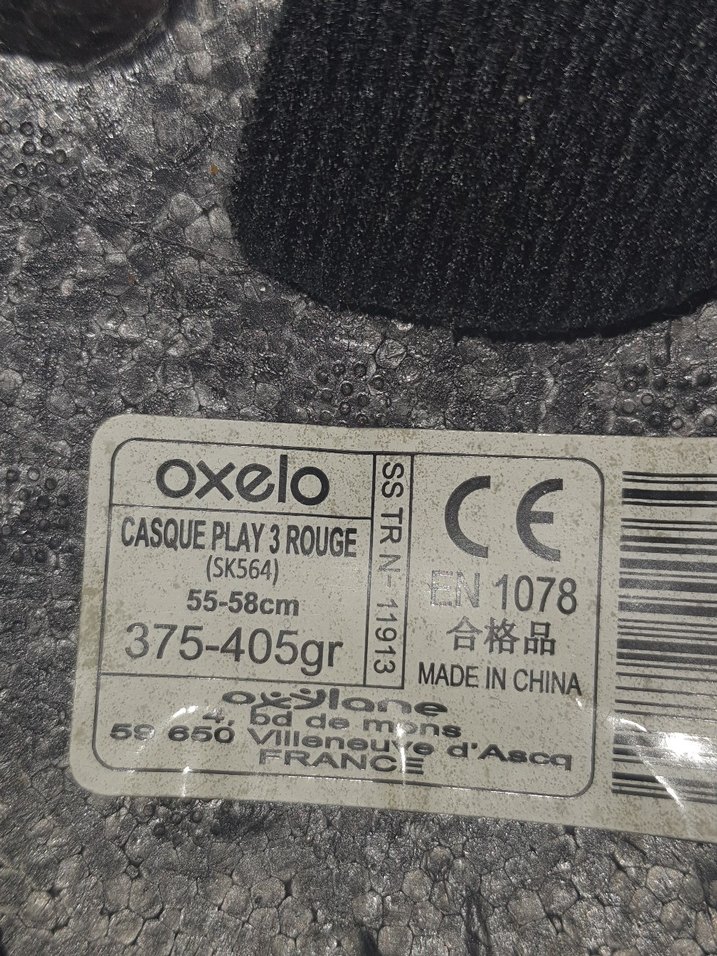 oxelo
CASQUE PLAY 3 ROUGE
(SK564)
55-58cm
375-405gr
SS TR N-11913
CE
EN 1078
合格品
MADE IN CHINA
oxylane
4, bd de mons
59 650 Villeneuve d'Ascq
FRANCE